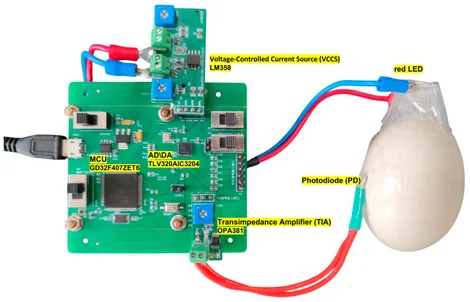 Voltage-Controlled Current Source (VCCS)
LM358
red LED
MCU
GD32F407ZET6
AD\DA
TLV320AIC3204
Photodiode (PD)
Transimpedance Amplifier (TIA)
OPA381